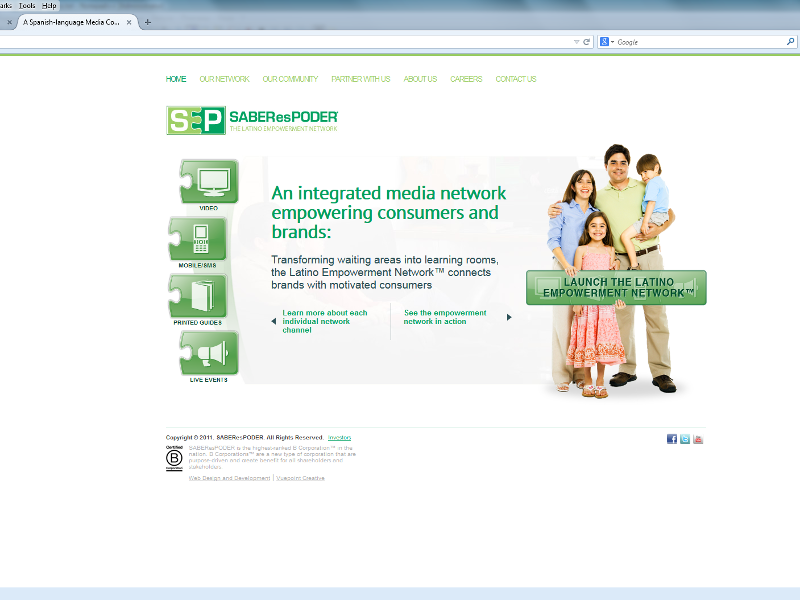 arks Tools Help
A Spanish-language Media Co...
Google
HOME OUR NETWORK OUR COMMUNITY PARTNER WITH US ABOUT US CAREERS CONTACT US
SEP SABEResPODER
THE LATINO EMPOWERMENT NETWORK
VIDEO
MOBILE/SMS
PRINTED GUIDES
LIVE EVENTS
An integrated media network
empowering consumers and
brands:
Transforming waiting areas into learning rooms,
the Latino Empowerment Network™ connects
brands with motivated consumers
Learn more about each
individual network
channel
See the empowerment
network in action
LAUNCH THE LATINO
EMPOWERMENT NETWORK™
Copyright © 2011. SABEResPODER. All Rights Reserved. Investors
Certified
B
Corporation
SABEResPODER is the highest-ranked B Corporation™ in the
nation. B Corporations™ are a new type of corporation that are
purpose-driven and create benefit for all shareholders and
stakeholders.
Web Design and Development | Vuepoint Creative